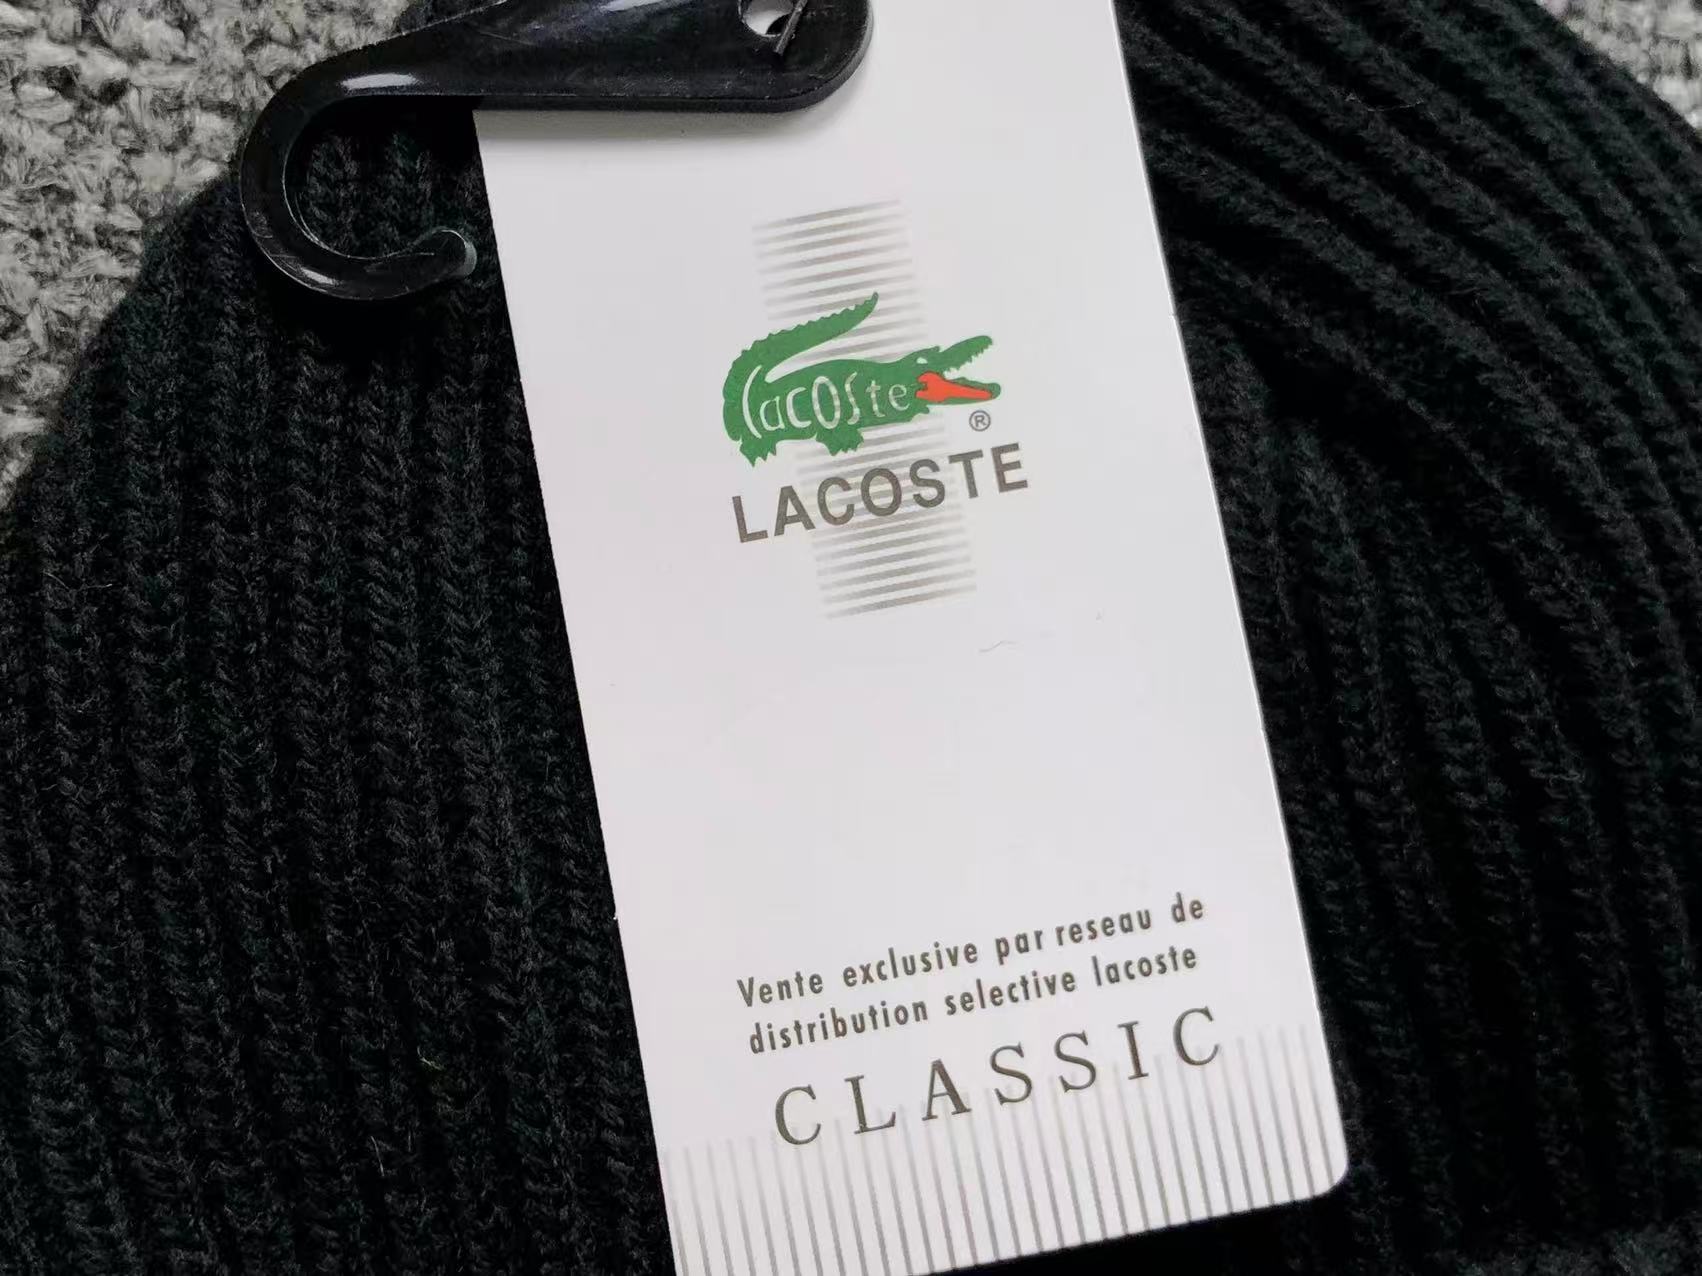 Lacoste
®
LACOSTE
Vente exclusive par reseau de
distribution selective lacoste
CLASSIC